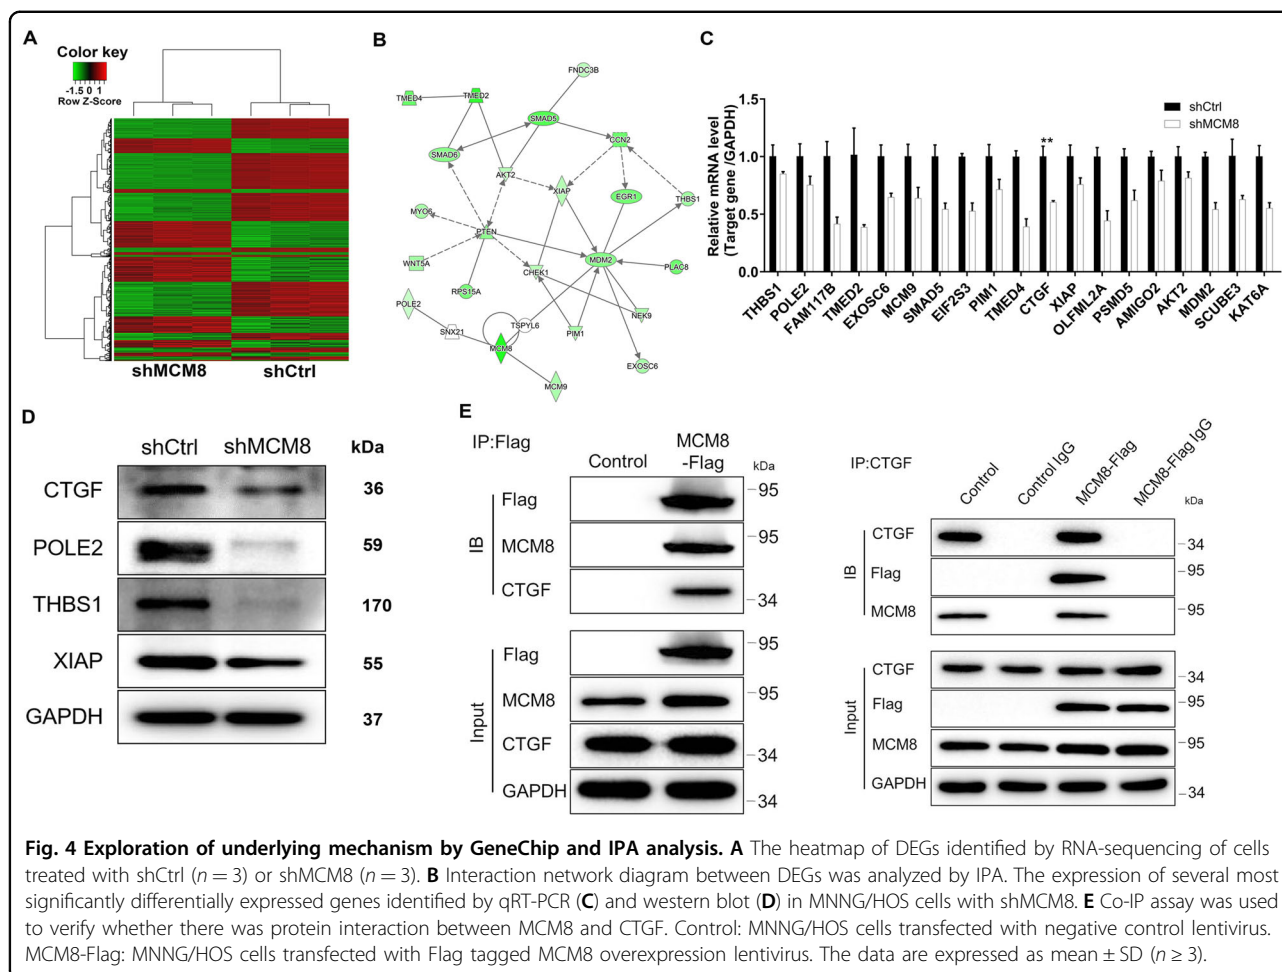 A
Color key
-1.5 0 1
Row Z-Score
shMCM8 shCtrl
B
FNDC3B
TMED4
TMED2
SMAD5
CCN2
SMAD6
AKT2
XIAP
EGR1
THBS1
MYO6
PTEN
WNT5A
CHEK1
MDM2
PLAC8
RPS15A
POLE2
SNX21
TSPYL6
PIM1
NEK9
MCM8
EXOSC6
MCM9
C
shCtrl
shMCM8
Relative mRNA level
(Target gene /GAPDH)
1.5
1.0
0.5
0.0
**
THBS1
POLE2
FAM117B
TMED2
EXOSC6
MCM9
SMAD5
EIF2S3
PIM1
TMED4
CTGF
XIAP
OLFML2A
PSMD5
AMIGO2
AKT2
MDM2
SCUBE3
KAT6A
D
shCtrl shMCM8 kDa
CTGF 36
POLE2 59
THBS1 170
XIAP 55
GAPDH 37
E
IP:Flag
Control
MCM8
-Flag
kDa
IB
Flag 95
MCM8 95
CTGF 34
Input
Flag 95
MCM8 95
CTGF 34
GAPDH 34
IP:CTGF
Control
Control IgG
MCM8-Flag
MCM8-Flag IgG
kDa
IB
CTGF 34
Flag 95
MCM8 95
Input
CTGF 34
Flag 95
MCM8 95
GAPDH 34
Fig. 4 Exploration of underlying mechanism by GeneChip and IPA analysis. A The heatmap of DEGs identified by RNA-sequencing of cells
treated with shCtrl (n = 3) or shMCM8 (n = 3). B Interaction network diagram between DEGs was analyzed by IPA. The expression of several most
significantly differentially expressed genes identified by qRT-PCR (C) and western blot (D) in MNNG/HOS cells with shMCM8. E Co-IP assay was used
to verify whether there was protein interaction between MCM8 and CTGF. Control: MNNG/HOS cells transfected with negative control lentivirus.
MCM8-Flag: MNNG/HOS cells transfected with Flag tagged MCM8 overexpression lentivirus. The data are expressed as mean ± SD (n ≥ 3).